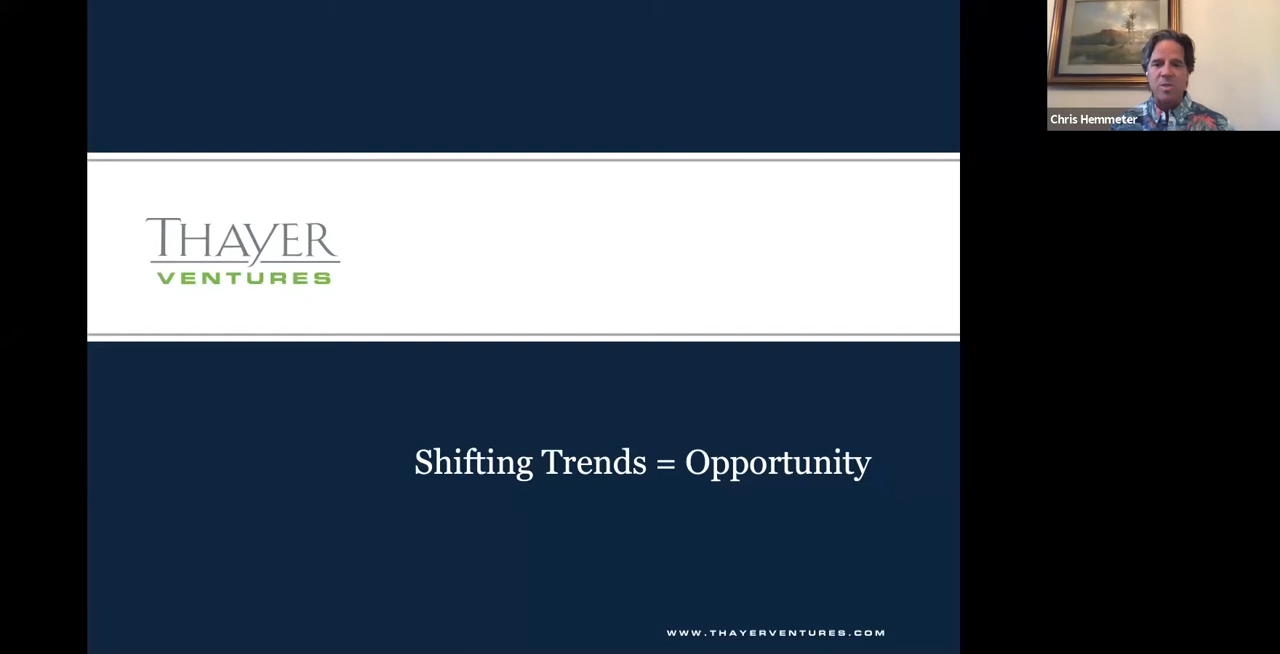 THAYER
VENTURES
Shifting Trends = Opportunity
WWW.THAYERVENTURES.COM
Chris Hemmeter